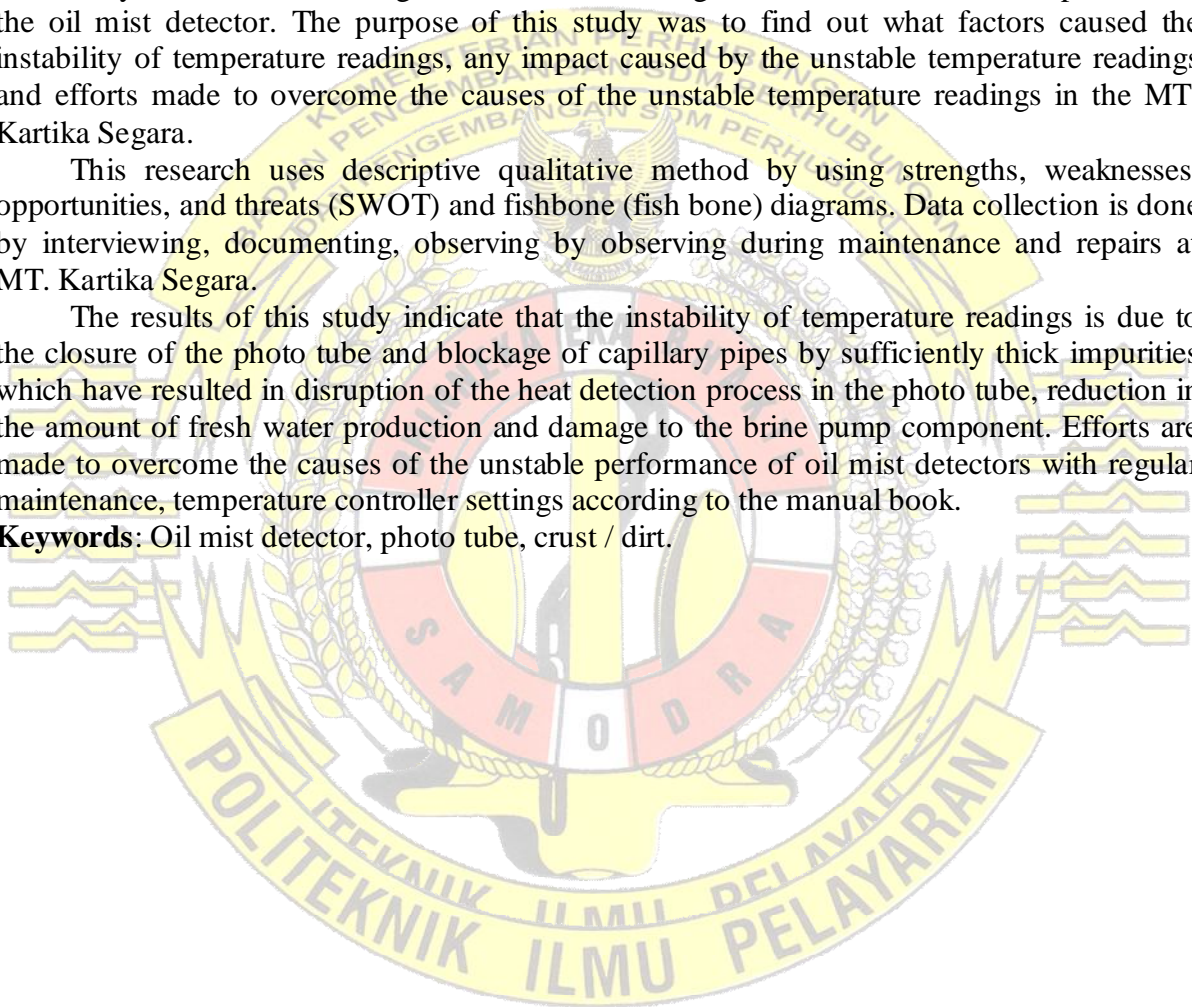 the oil mist detector. The purpose of this study was to find out what factors caused the
instability of temperature readings, any impact caused by the unstable temperature readings
and efforts made to overcome the causes of the unstable temperature readings in the MT.
Kartika Segara.
This research uses descriptive qualitative method by using strengths, weaknesses,
opportunities, and threats (SWOT) and fishbone (fish bone) diagrams. Data collection is done
by interviewing, documenting, observing by observing during maintenance and repairs at
MT. Kartika Segara.
The results of this study indicate that the instability of temperature readings is due to
the closure of the photo tube and blockage of capillary pipes by sufficiently thick impurities
which have resulted in disruption of the heat detection process in the photo tube, reduction in
the amount of fresh water production and damage to the brine pump component. Efforts are
made to overcome the causes of the unstable performance of oil mist detectors with regular
maintenance, temperature controller settings according to the manual book.
Keywords: Oil mist detector, photo tube, crust / dirt.
SAMODRA
POLITEKNIK ILMU PELAYARAN